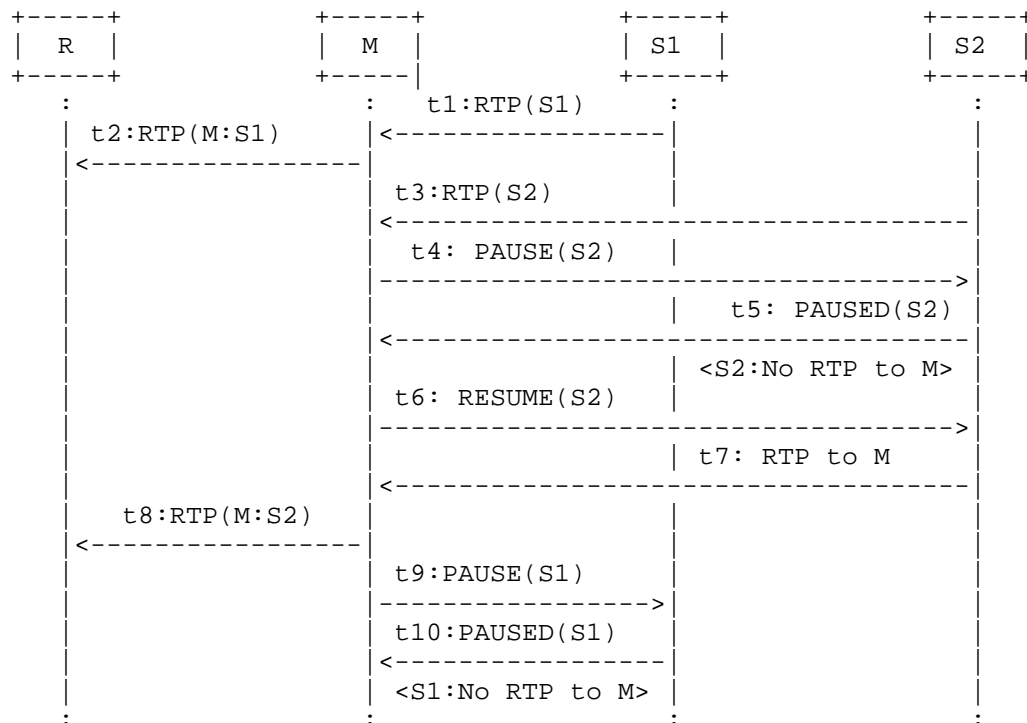 R M S1 S2
t1:RTP(S1)
t2:RTP(M:S1)
t3:RTP(S2)
t4: PAUSE(S2)
t5: PAUSED(S2)
<S2:No RTP to M>
t6: RESUME(S2)
t7: RTP to M
t8:RTP(M:S2)
t9:PAUSE(S1)
t10:PAUSED(S1)
<S1:No RTP to M>